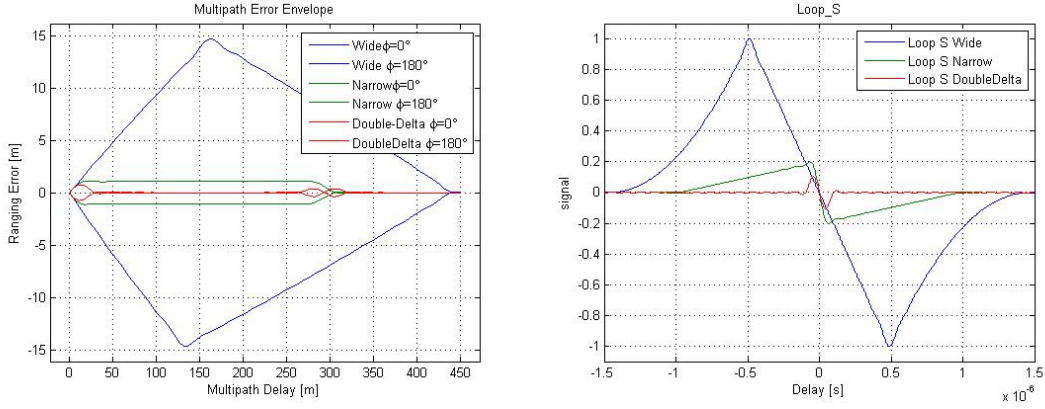 Multipath Error Envelope
15
10
5
0
-5
-10
-15
Ranging Error [m]
0 50 100 150 200 250 300 350 400 450
Multipath Delay [m]
Wideϕ=0°
Wide ϕ=180°
Narrowϕ=0°
Narrow ϕ=180°
Double-Delta ϕ=0°
DoubleDelta ϕ=180°
Loop_S
1
0.8
0.6
0.4
0.2
0
-0.2
-0.4
-0.6
-0.8
-1
signal
-1.5 -1 -0.5 0 0.5 1 1.5
Delay [s]
x 10⁻⁶
Loop S Wide
Loop S Narrow
Loop S DoubleDelta